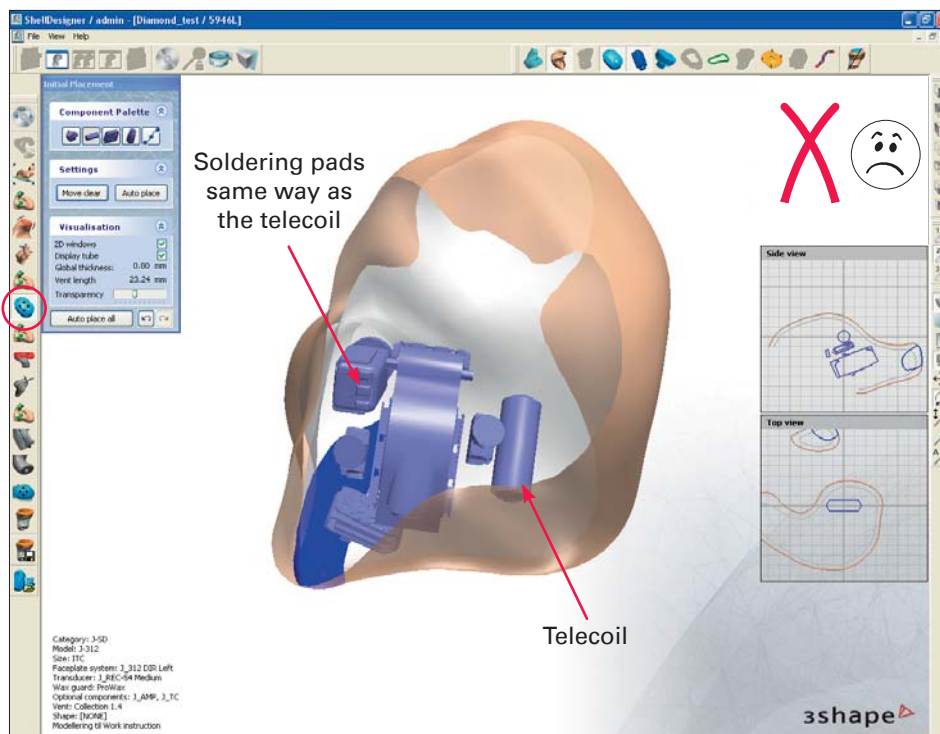 ShellDesigner / admin - [Diamond_test / 5946L]
File View Help
Initial Placement
Component Palette
Settings
Move clear Auto place
Visualisation
2D windows
Display tube
Global thickness: 0.60 mm
Vent length 23.24 mm
Transparency
Auto place all
Soldering pads
same way as
the telecoil
Telecoil
Side view
Top view
Category: J-SD
Model: J-312
Size: ITC
Faceplate system: J_312 DIR Left
Transducer: J_REC-54 Medium
Wax guard: ProWax
Optional components: J_AMP, J_TC
Vent: Collection 1.4
Shape: [NONE]
Modellering til Work instruction
3shape